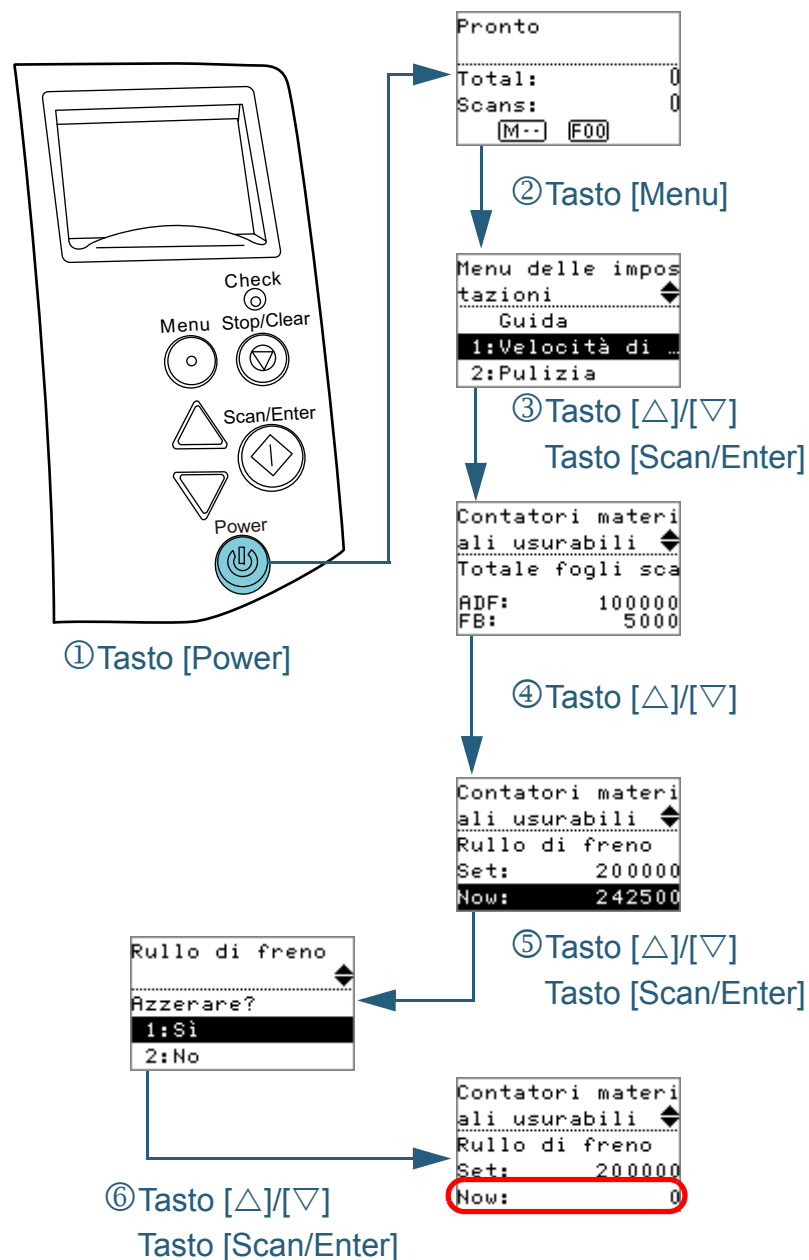 Check
Menu
Stop/Clear
Scan/Enter
Power
①Tasto [Power]
Pronto
Total: 0
Scans: 0
M-- F00
②Tasto [Menu]
Menu delle impos
tazioni
Guida
1:Velocità di …
2:Pulizia
③Tasto [△]/[▽]
Tasto [Scan/Enter]
Contatori materi
ali usurabili
Totale fogli sca
ADF: 100000
FB: 5000
④Tasto [△]/[▽]
Contatori materi
ali usurabili
Rullo di freno
Set: 200000
Now: 242500
⑤Tasto [△]/[▽]
Tasto [Scan/Enter]
Rullo di freno
Azzerare?
1:Sì
2:No
⑥Tasto [△]/[▽]
Tasto [Scan/Enter]
Contatori materi
ali usurabili
Rullo di freno
Set: 200000
Now: 0